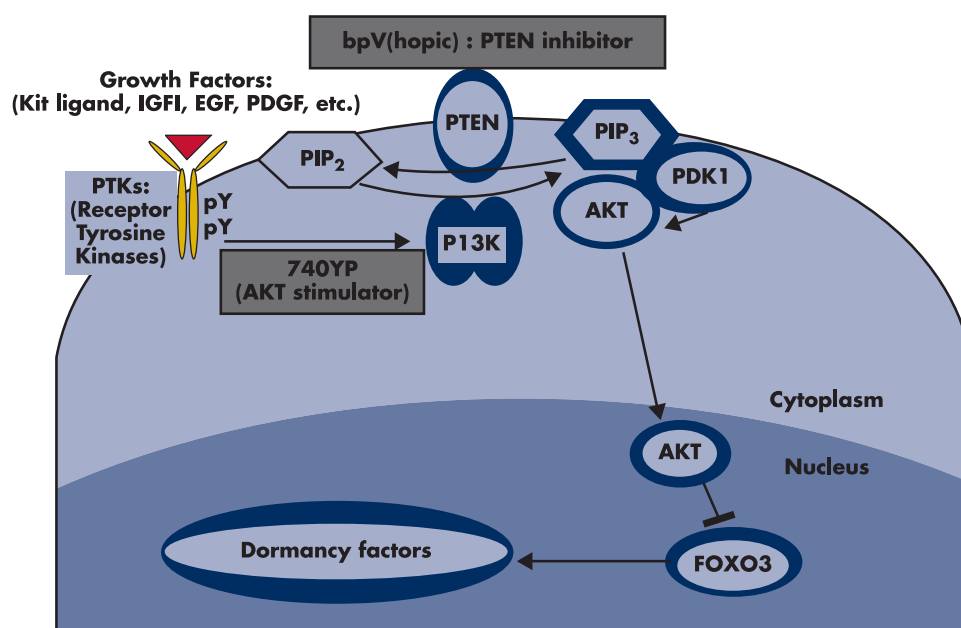 bpV(hopic) : PTEN inhibitor
Growth Factors:
(Kit ligand, IGFI, EGF, PDGF, etc.)
PTEN
PIP3
PIP2
PDK1
PTKs:
(Receptor
Tyrosine
Kinases)
pY
pY
AKT
P13K
740YP
(AKT stimulator)
Cytoplasm
AKT
Nucleus
Dormancy factors
FOXO3